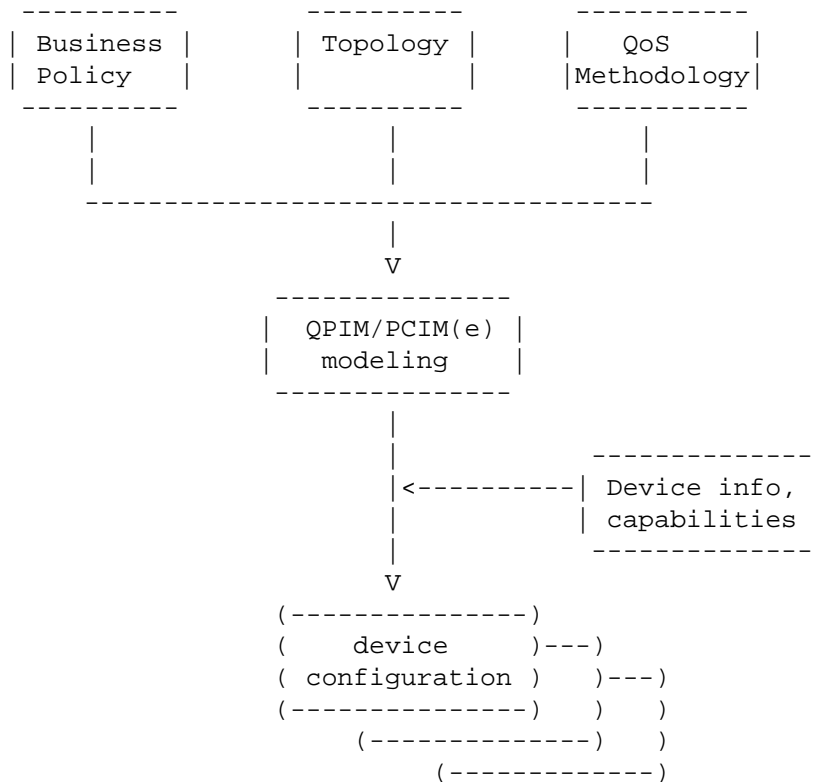 Business Policy
Topology
QoS Methodology
QPIM/PCIM(e) modeling
Device info, capabilities
device configuration